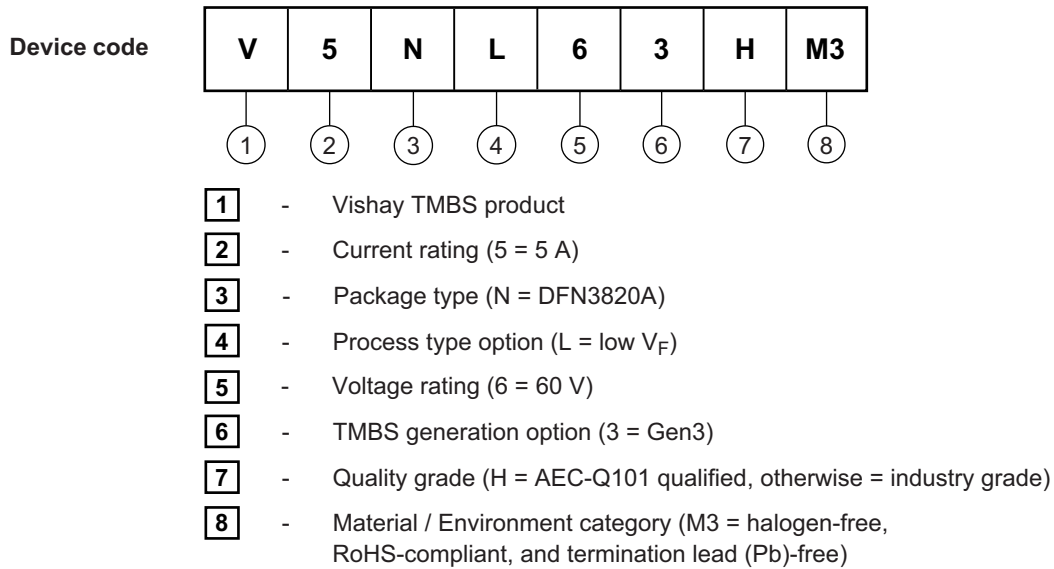 Device code V 5 N L 6 3 H M3
1 2 3 4 5 6 7 8
1 - Vishay TMBS product
2 - Current rating (5 = 5 A)
3 - Package type (N = DFN3820A)
4 - Process type option (L = low VF)
5 - Voltage rating (6 = 60 V)
6 - TMBS generation option (3 = Gen3)
7 - Quality grade (H = AEC-Q101 qualified, otherwise = industry grade)
8 - Material / Environment category (M3 = halogen-free,
RoHS-compliant, and termination lead (Pb)-free)